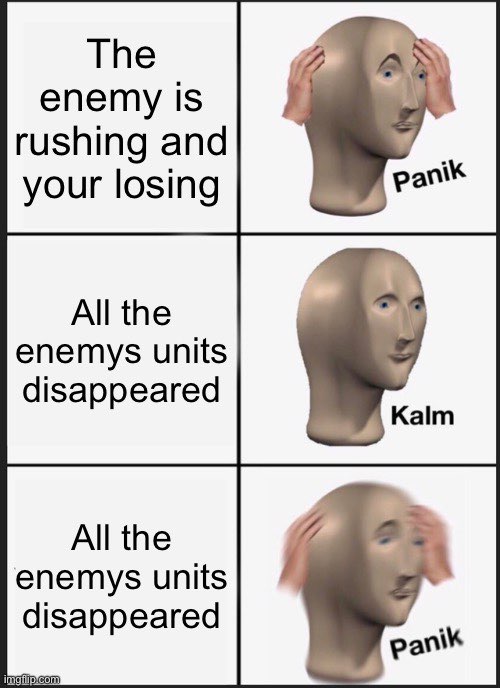 The
enemy is
rushing and
your losing
Panik
All the
enemys units
disappeared
Kalm
All the
enemys units
disappeared
Panik
imgflip.com